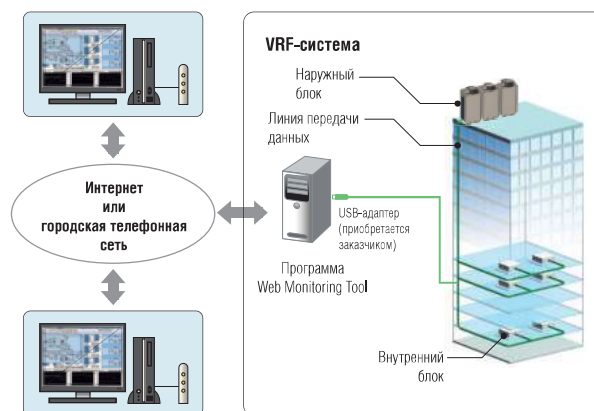 VRF-система
Наружный
блок
Линия передачи
данных
Интернет
или
городская телефонная
сеть
USB-адаптер
(приобретается
заказчиком)
Программа
Web Monitoring Tool
Внутренний
блок